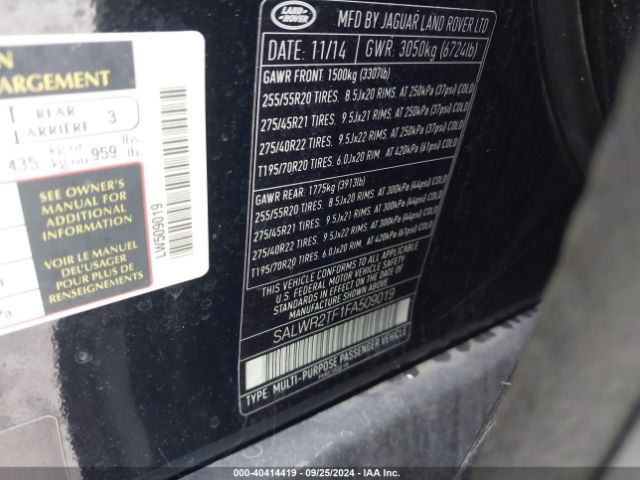 N
ARGEMENT
REAR
ARRIÈRE 3
kg or lbs
435 kg ou 959 lb.
SEE OWNER'S
MANUAL FOR
ADDITIONAL
INFORMATION
VOIR LE MANUEL
DEL'USAGER
POUR PLUS DE
RENSEIGNEMENTS
LW509019
LAND
ROVER
MFD BY JAGUAR LAND ROVER LTD
DATE: 11/14 GWR: 3050kg (6724lb)
GAWR FRONT: 1500kg (3307lb)
255/55R20 TIRES. 8.5Jx20 RIMS. AT 250kPa (37psi) COLD
275/45R21 TIRES. 9.5Jx21 RIMS. AT 250kPa (37psi) COLD
275/40R22 TIRES. 9.5Jx22 RIMS. AT 250kPa (37psi) COLD
T195/70R20 TIRES. 6.0Jx20 RIM. AT 420kPa (61psi) COLD
GAWR REAR: 1775kg (3913lb)
255/55R20 TIRES. 8.5Jx20 RIMS. AT 300kPa (44psi) COLD
275/45R21 TIRES. 9.5Jx21 RIMS. AT 300kPa (44psi) COLD
275/40R22 TIRES. 9.5Jx22 RIMS. AT 300kPa (44psi) COLD
T195/70R20 TIRES. 6.0Jx20 RIM. AT 420kPa (61psi) COLD
THIS VEHICLE CONFORMS TO ALL APPLICABLE
U.S. FEDERAL MOTOR VEHICLE SAFETY
STANDARDS IN EFFECT ON THE DATE OF
MANUFACTURE SHOWN ABOVE.
SALWR2TF1FA509019
TYPE: MULTI-PURPOSE PASSENGER VEHICLE
000-40414419 - 09/25/2024 - IAA Inc.